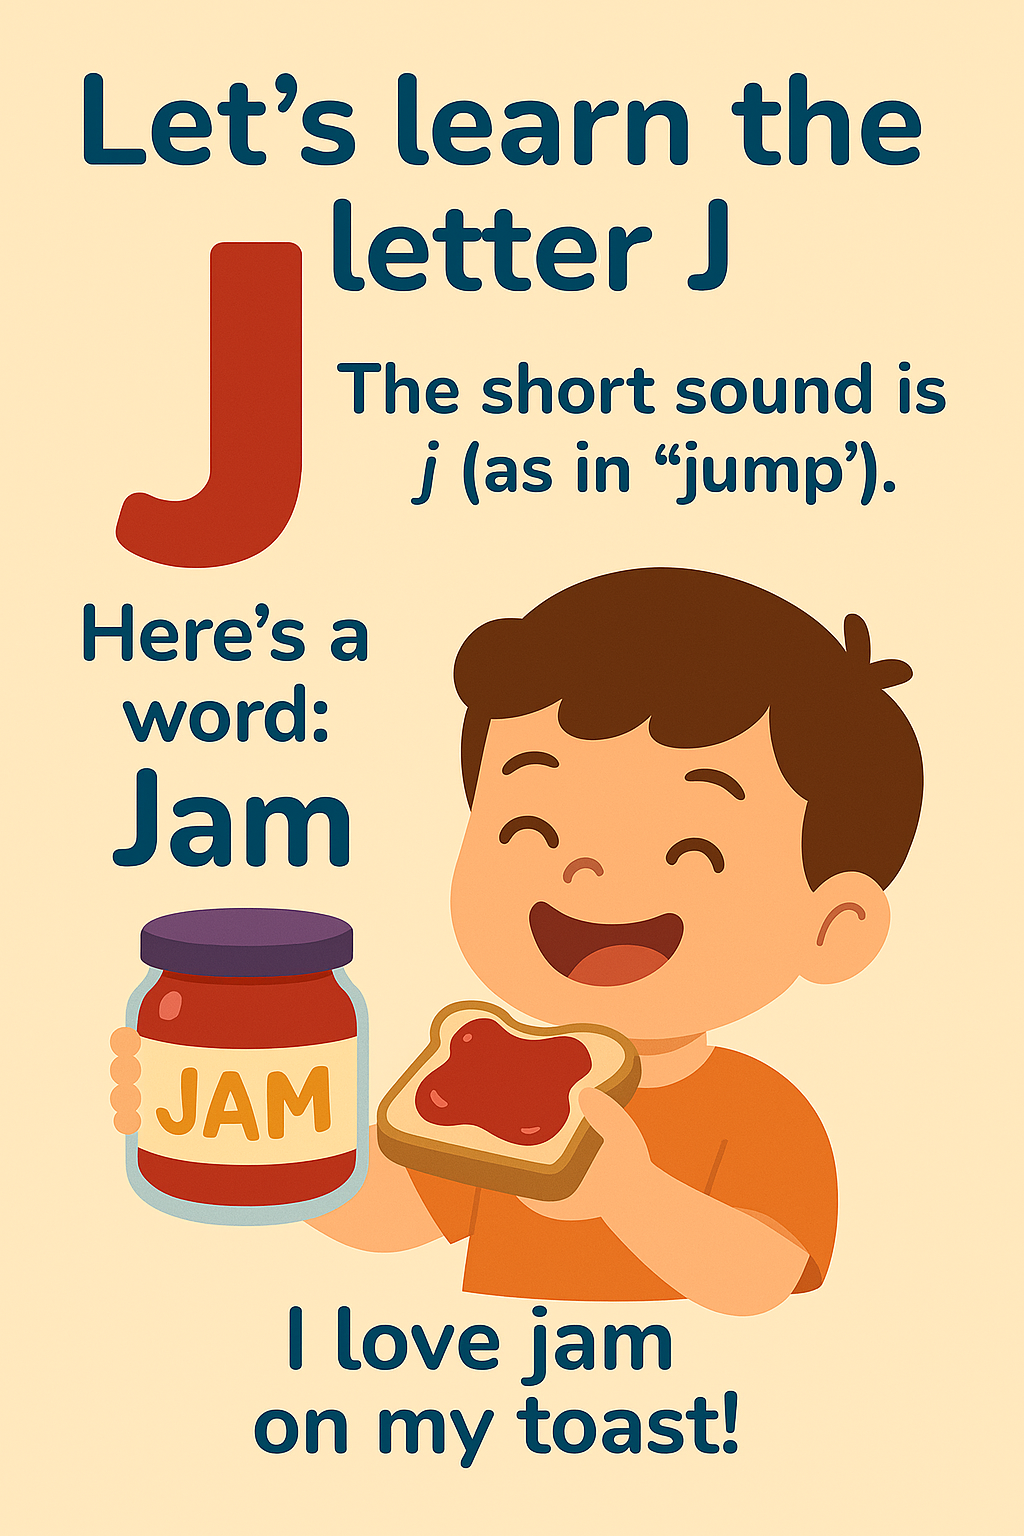 Let’s learn the
letter J
J
The short sound is
j (as in “jump’).
Here’s a
word:
Jam
JAM
I love jam
on my toast!